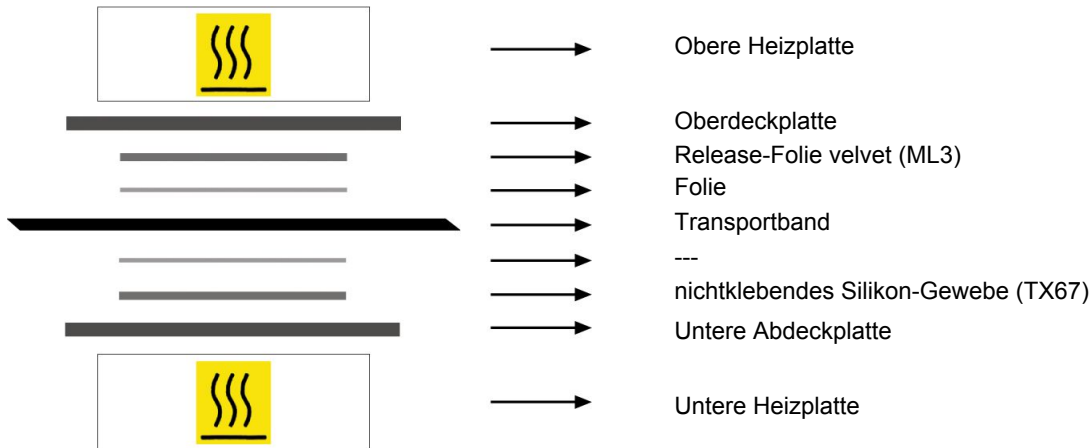 Obere Heizplatte
Oberdeckplatte
Release-Folie velvet (ML3)
Folie
Transportband
---
nichtklebendes Silikon-Gewebe (TX67)
Untere Abdeckplatte
Untere Heizplatte